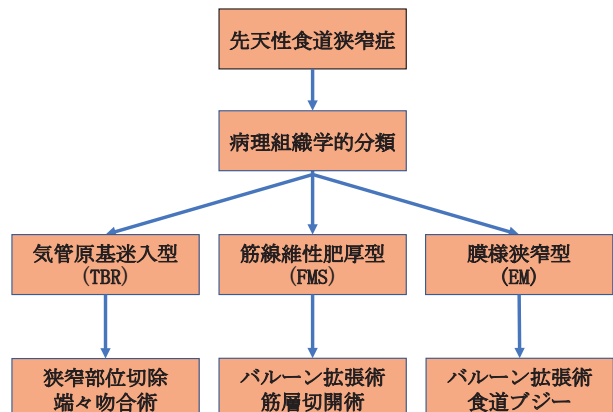 先天性食道狭窄症
病理組織学的分類
気管原基迷入型
(TBR)
筋線維性肥厚型
(FMS)
膜様狭窄型
(EM)
狭窄部位切除
端々吻合術
バルーン拡張術
筋層切開術
バルーン拡張術
食道ブジー